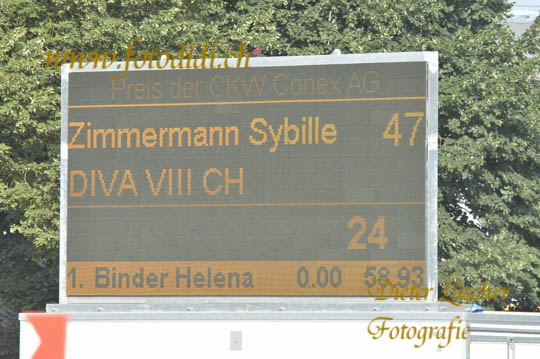 www.fotodidi.ch
Preis der CKW Conex AG
Zimmermann Sybille 47
DIVA VIII CH
24
1. Binder Helena 0.00 58.93
Dieter Lüscher
Fotografie